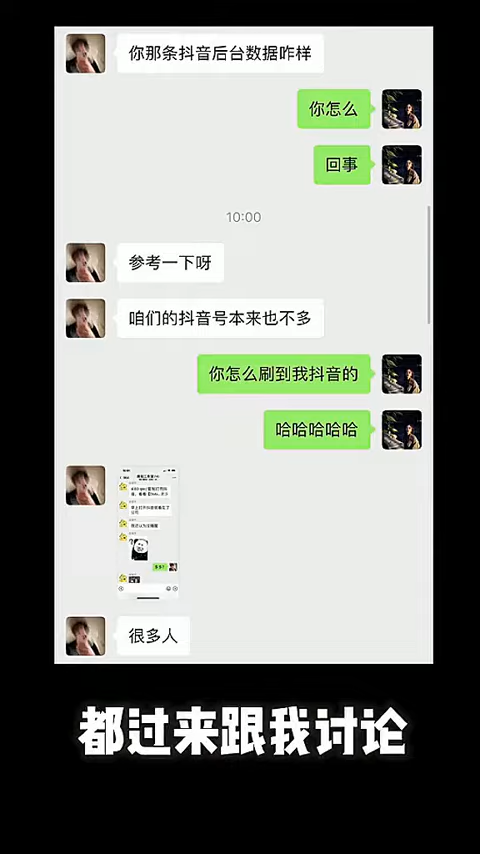 你那条抖音后台数据咋样
你怎么
回事
10:00
参考一下呀
咱们的抖音号本来也不多
你怎么刷到我抖音的
哈哈哈哈哈
很多人
都过来跟我讨论